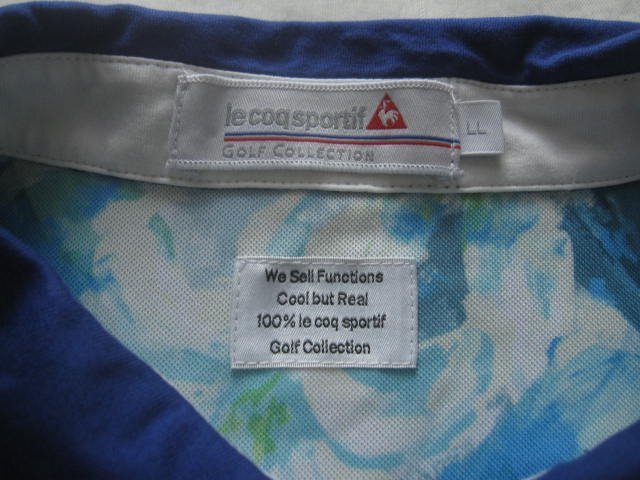 le coq sportif
GOLF COLLECTION
LL
We Sell Functions
Cool but Real
100% le coq sportif
Golf Collection